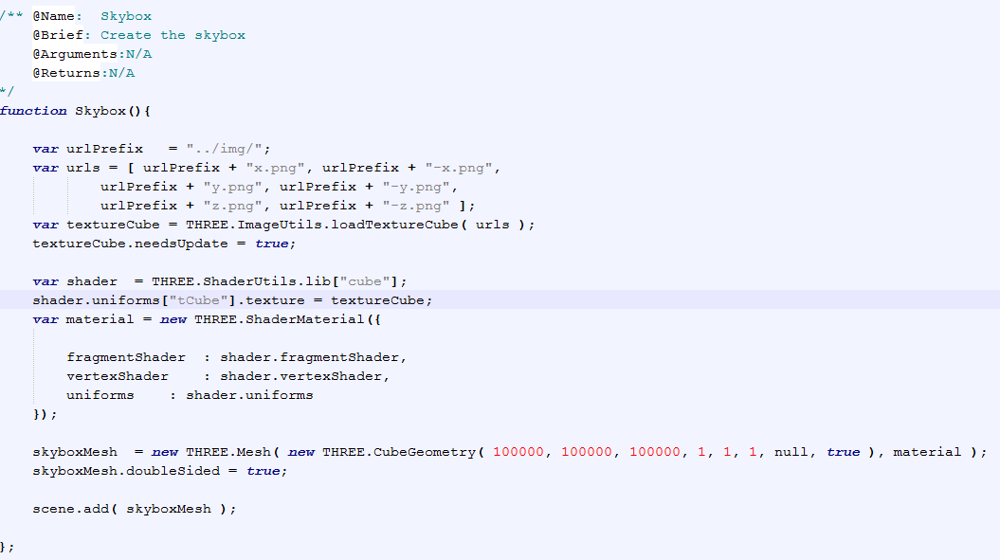 /** @Name:  Skybox
    @Brief: Create the skybox
    @Arguments:N/A
    @Returns:N/A
*/
function Skybox(){
    var urlPrefix   = "../img/";
    var urls = [ urlPrefix + "x.png", urlPrefix + "-x.png",
            urlPrefix + "y.png", urlPrefix + "-y.png",
            urlPrefix + "z.png", urlPrefix + "-z.png" ];
    var textureCube = THREE.ImageUtils.loadTextureCube( urls );
    textureCube.needsUpdate = true;
    var shader  = THREE.ShaderUtils.lib["cube"];
    shader.uniforms["tCube"].texture = textureCube;
    var material = new THREE.ShaderMaterial({
        fragmentShader  : shader.fragmentShader,
        vertexShader    : shader.vertexShader,
        uniforms    : shader.uniforms
    });
    skyboxMesh  = new THREE.Mesh( new THREE.CubeGeometry( 100000, 100000, 100000, 1, 1, 1, null, true ), material );
    skyboxMesh.doubleSided = true;
    scene.add( skyboxMesh );
};